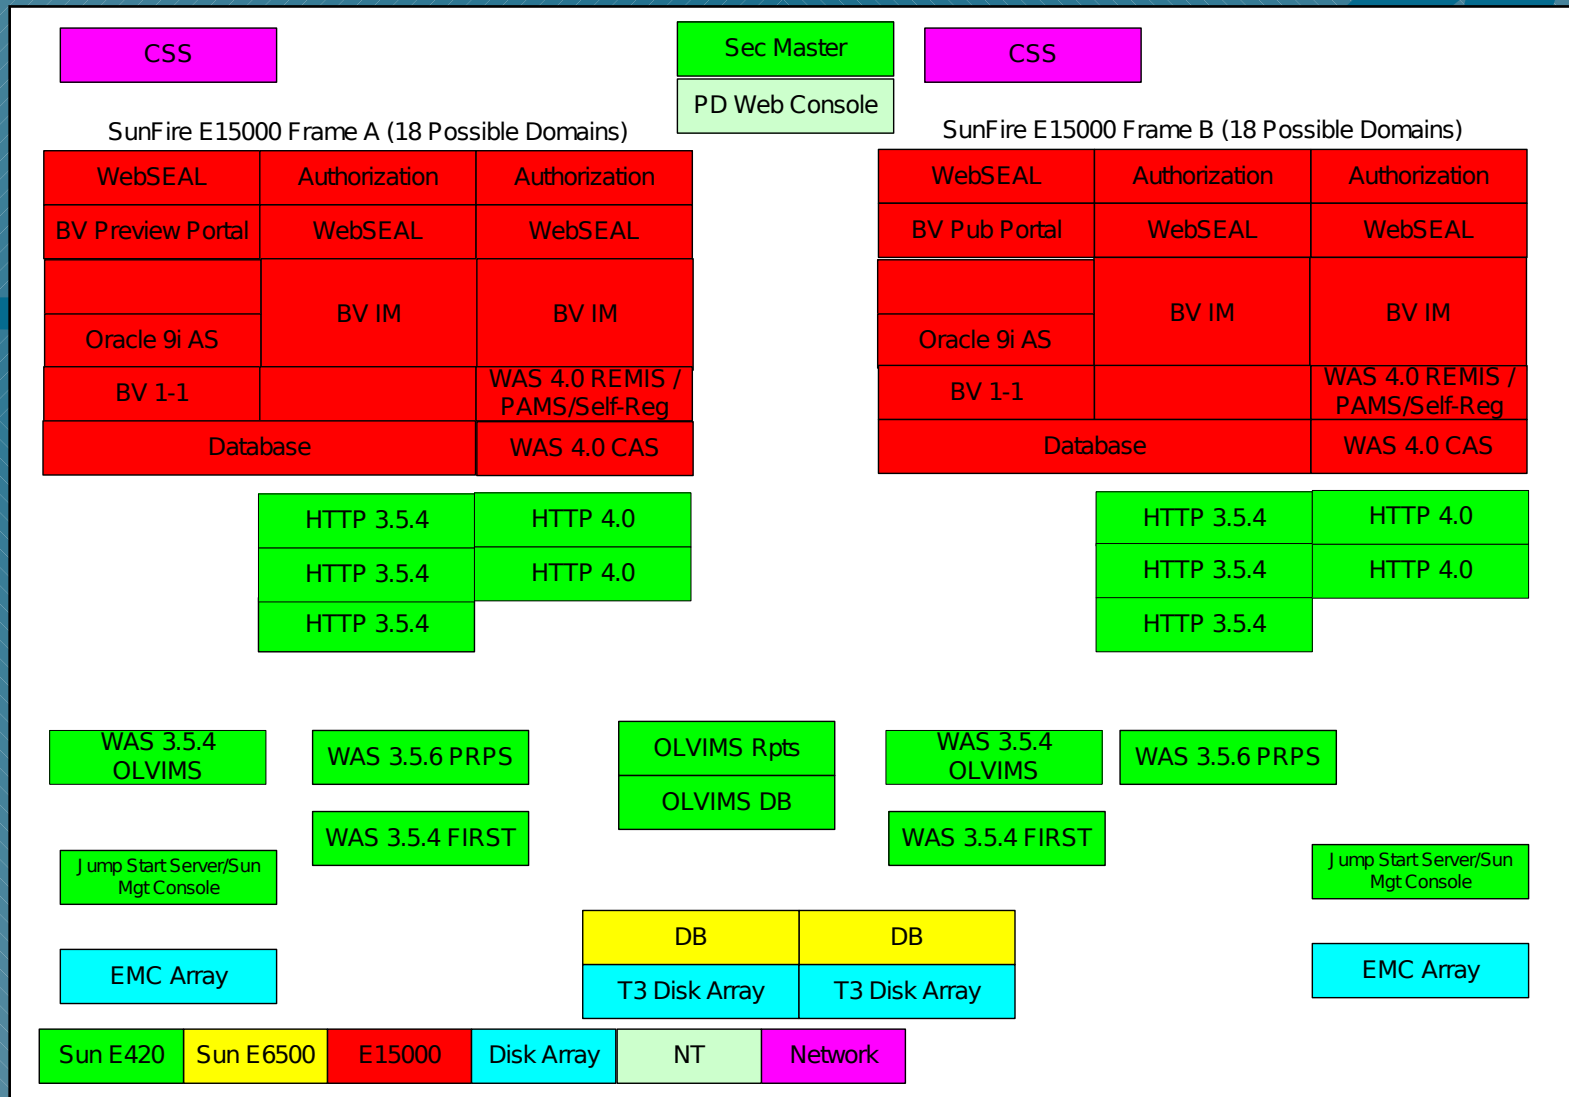 CSS
Sec Master
CSS
PD Web Console
SunFire E15000 Frame A (18 Possible Domains)
SunFire E15000 Frame B (18 Possible Domains)
WebSEAL
Authorization
Authorization
BV Preview Portal
WebSEAL
WebSEAL
BV IM
BV IM
Oracle 9i AS
BV 1-1
WAS 4.0 REMIS /
PAMS/Self-Reg
Database
WAS 4.0 CAS
WebSEAL
Authorization
Authorization
BV Pub Portal
WebSEAL
WebSEAL
BV IM
BV IM
Oracle 9i AS
BV 1-1
WAS 4.0 REMIS /
PAMS/Self-Reg
Database
WAS 4.0 CAS
HTTP 3.5.4
HTTP 4.0
HTTP 3.5.4
HTTP 4.0
HTTP 3.5.4
HTTP 3.5.4
HTTP 4.0
HTTP 3.5.4
HTTP 4.0
HTTP 3.5.4
WAS 3.5.4
OLVIMS
WAS 3.5.6 PRPS
OLVIMS Rpts
WAS 3.5.4
OLVIMS
WAS 3.5.6 PRPS
OLVIMS DB
WAS 3.5.4 FIRST
WAS 3.5.4 FIRST
Jump Start Server/Sun
Mgt Console
Jump Start Server/Sun
Mgt Console
DB
DB
EMC Array
T3 Disk Array
T3 Disk Array
EMC Array
Sun E420
Sun E6500
E15000
Disk Array
NT
Network